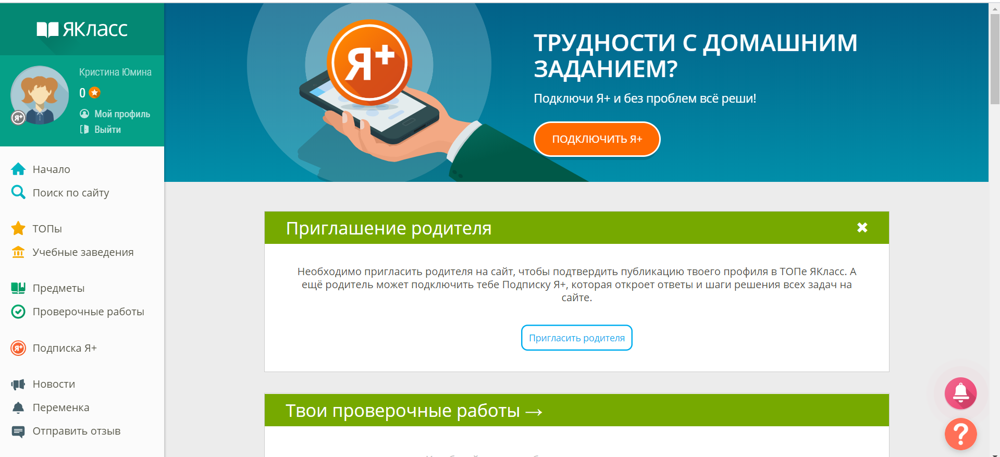 ЯКласс
Кристина Юмина
0
Мой профиль
Я+
Выйти
Начало
Поиск по сайту
ТОПы
Учебные заведения
Предметы
Проверочные работы
Я+ Подписка Я+
Новости
Переменка
Отправить отзыв
Я+
ТРУДНОСТИ С ДОМАШНИМ
ЗАДАНИЕМ?
Подключи Я+ и без проблем всё реши!
ПОДКЛЮЧИТЬ Я+
Приглашение родителя
Необходимо пригласить родителя на сайт, чтобы подтвердить публикацию твоего профиля в ТОПе ЯКласс. А
ещё родитель может подключить тебе Подписку Я+, которая откроет ответы и шаги решения всех задач на
сайте.
Пригласить родителя
Твои проверочные работы →
?